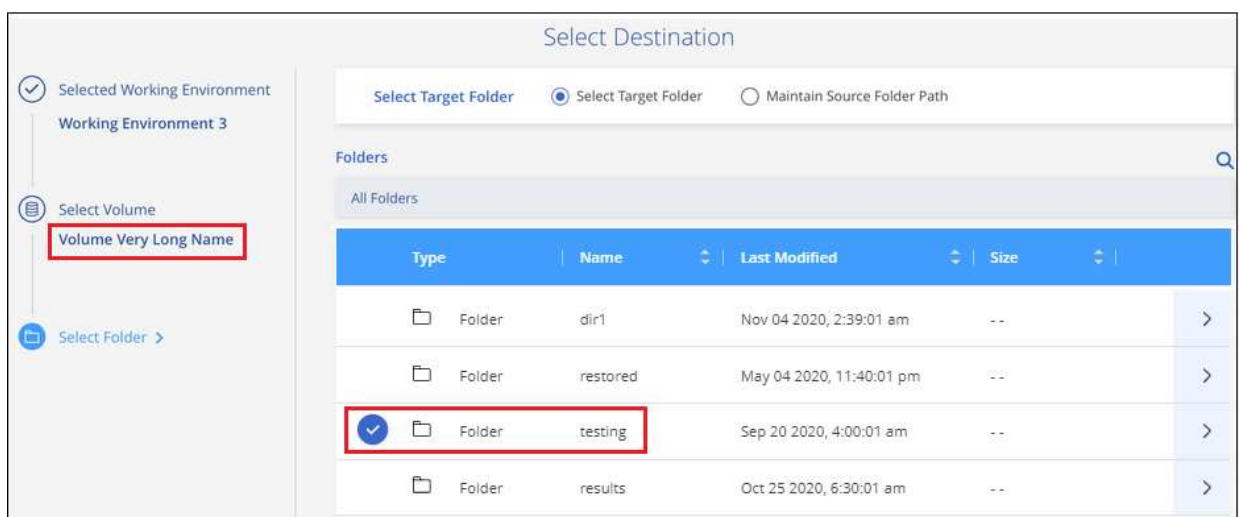 Select Destination
Selected Working Environment
Working Environment 3
Select Volume
Volume Very Long Name
Select Folder >
Select Target Folder Select Target Folder Maintain Source Folder Path
Folders
All Folders
Type Name Last Modified Size
Folder dir1 Nov 04 2020, 2:39:01 am - -
Folder restored May 04 2020, 11:40:01 pm - -
Folder testing Sep 20 2020, 4:00:01 am - -
Folder results Oct 25 2020, 6:30:01 am - -